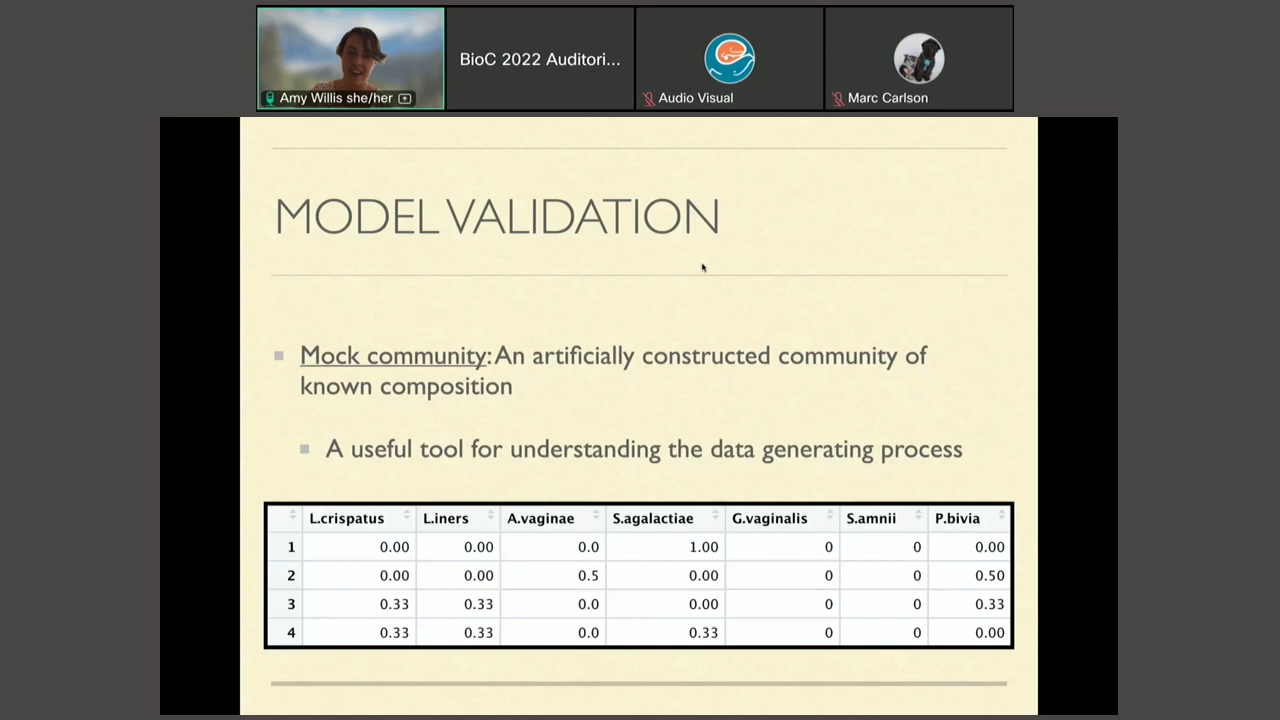 Amy Willis she/her
BioC 2022 Auditori...
Audio Visual
Marc Carlson
MODEL VALIDATION
Mock community: An artificially constructed community of
known composition
A useful tool for understanding the data generating process
L.crispatus L.iners A.vaginae S.agalactiae G.vaginalis S.amnii P.bivia
1 0.00 0.00 0.0 1.00 0 0 0.00
2 0.00 0.00 0.5 0.00 0 0 0.50
3 0.33 0.33 0.0 0.00 0 0 0.33
4 0.33 0.33 0.0 0.33 0 0 0.00